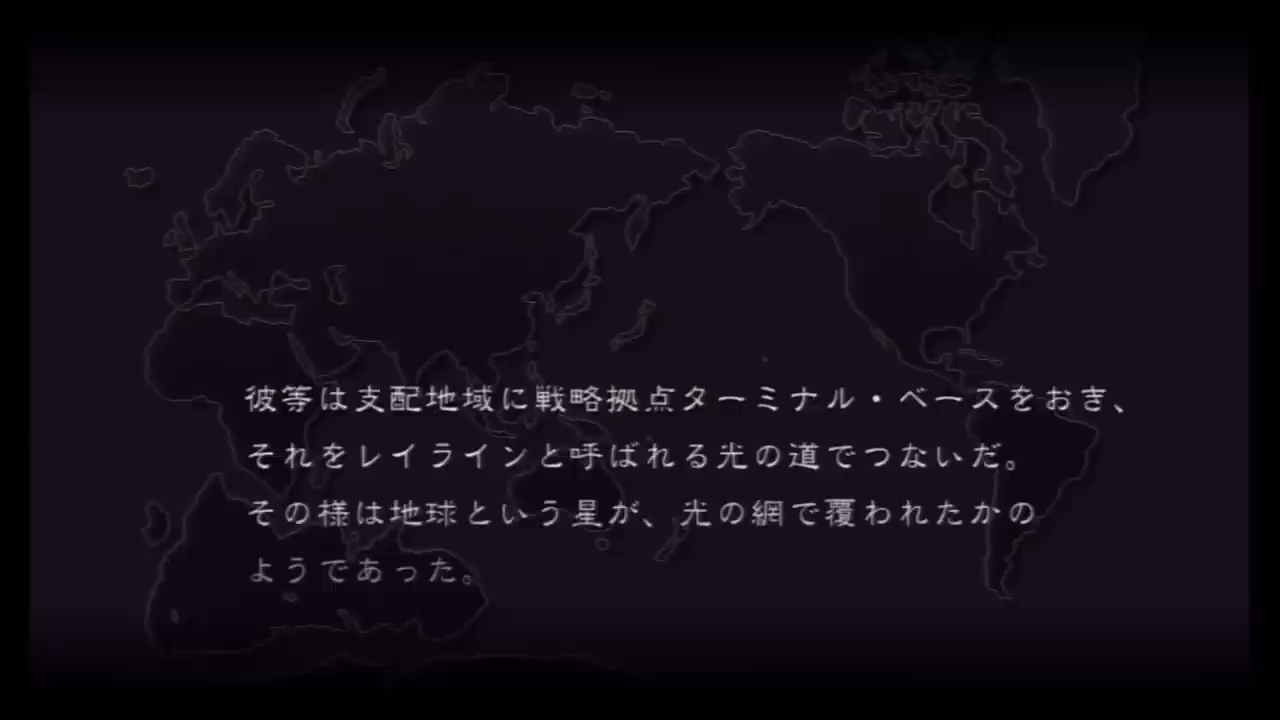 彼等は支配地域に戦略拠点ターミナル・ベースをおき、
それをレイラインと呼ばれる光の道でつないだ。
その様は地球という星が、光の網で覆われたかの
ようであった。